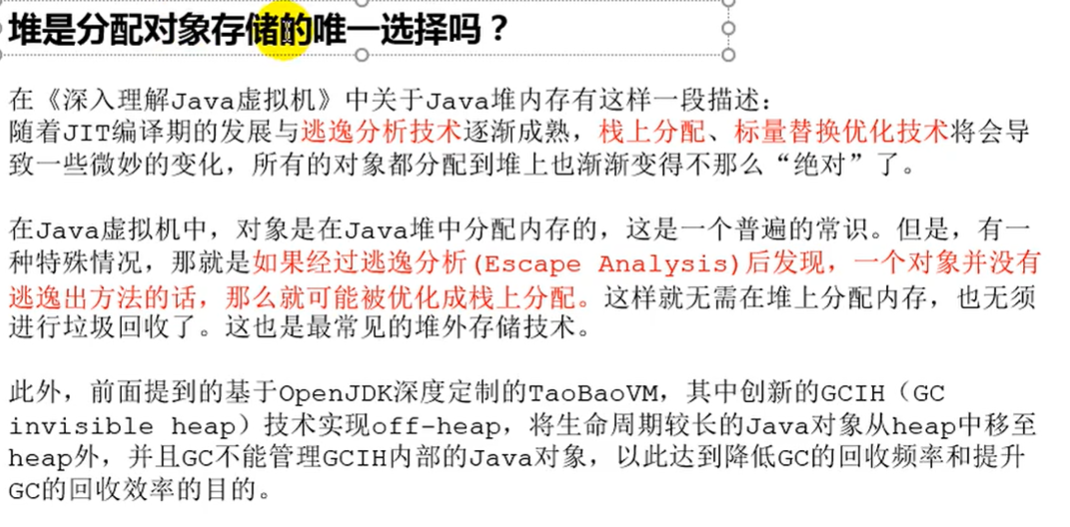 堆是分配对象存储的唯一选择吗？
在《深入理解Java虚拟机》中关于Java堆内存有这样一段描述：
随着JIT编译期的发展与逃逸分析技术逐渐成熟，栈上分配、标量替换优化技术将会导
致一些微妙的变化，所有的对象都分配到堆上也渐渐变得不那么“绝对”了。
在Java虚拟机中，对象是在Java堆中分配内存的，这是一个普遍的常识。但是，有一
种特殊情况，那就是如果经过逃逸分析(Escape Analysis)后发现，一个对象并没有
逃逸出方法的话，那么就可能被优化成栈上分配。这样就无需在堆上分配内存，也无须
进行垃圾回收了。这也是最常见的堆外存储技术。
此外，前面提到的基于OpenJDK深度定制的TaoBaoVM，其中创新的GCIH（GC
invisible heap）技术实现off-heap，将生命周期较长的Java对象从heap中移至
heap外，并且GC不能管理GCIH内部的Java对象，以此达到降低GC的回收频率和提升
GC的回收效率的目的。